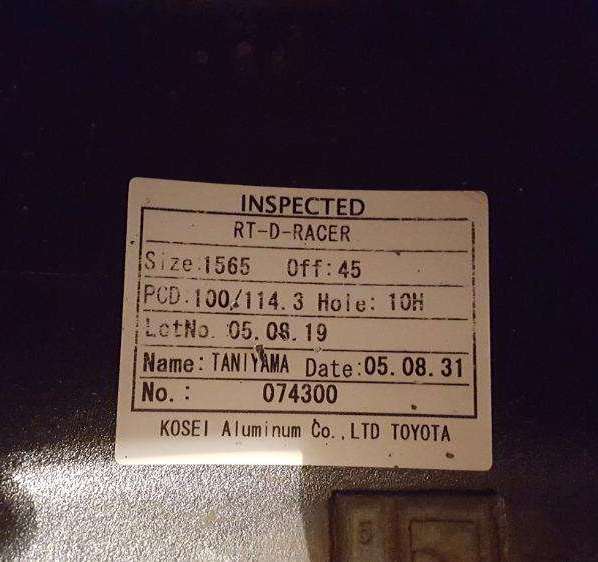 INSPECTED
RT-D-RACER
Size:1565 Off:45
PCD:100/114.3 Hole: 10H
LotNo. 05.08.19
Name: TANIYAMA Date:05.08.31
No.: 074300
KOSEI Aluminum Co.,LTD TOYOTA
5